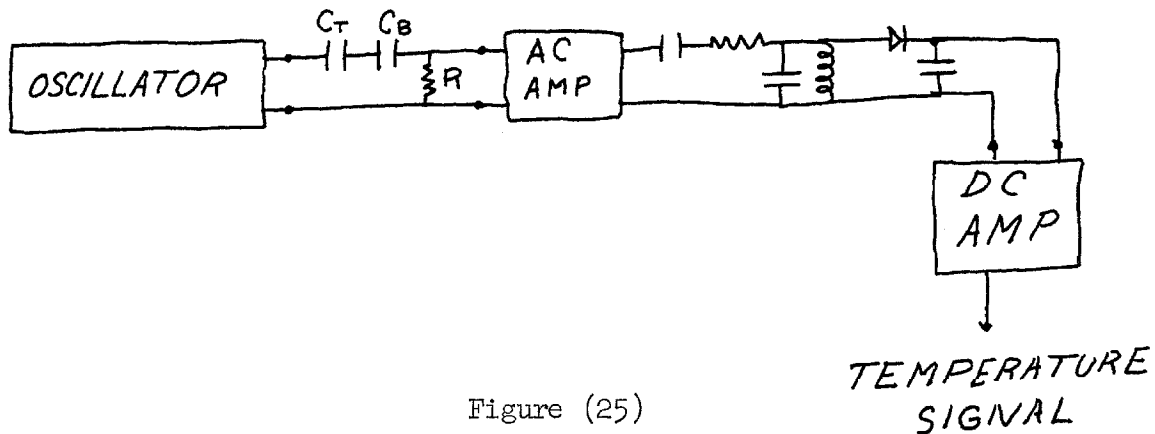 OSCILLATOR
C_T
C_B
R
AC
AMP
DC
AMP
TEMPERATURE
SIGNAL
Figure (25)